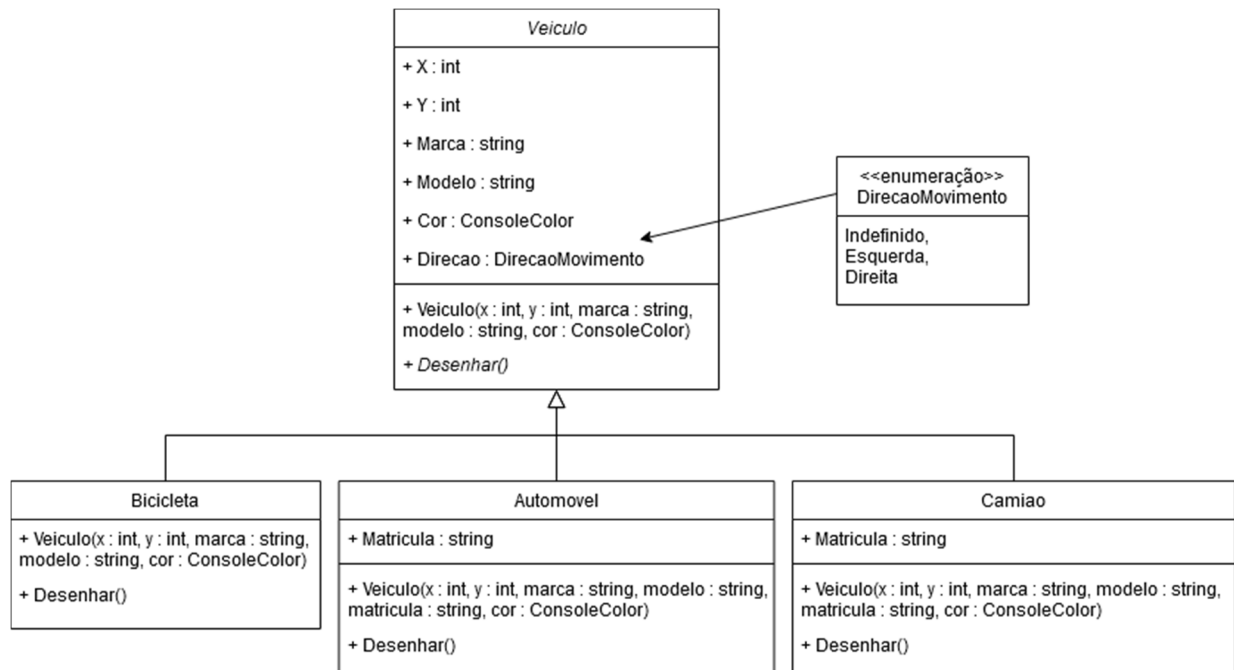 Veiculo
+ X : int
+ Y : int
+ Marca : string
+ Modelo : string
+ Cor : ConsoleColor
+ Direcao : DirecaoMovimento
+ Veiculo(x : int, y : int, marca : string,
modelo : string, cor : ConsoleColor)
+ Desenhar()
<<enumeração>>
DirecaoMovimento
Indefinido,
Esquerda,
Direita
Bicicleta
+ Veiculo(x : int, y : int, marca : string,
modelo : string, cor : ConsoleColor)
+ Desenhar()
Automovel
+ Matricula : string
+ Veiculo(x : int, y : int, marca : string, modelo : string,
matricula : string, cor : ConsoleColor)
+ Desenhar()
Camiao
+ Matricula : string
+ Veiculo(x : int, y : int, marca : string, modelo : string,
matricula : string, cor : ConsoleColor)
+ Desenhar()